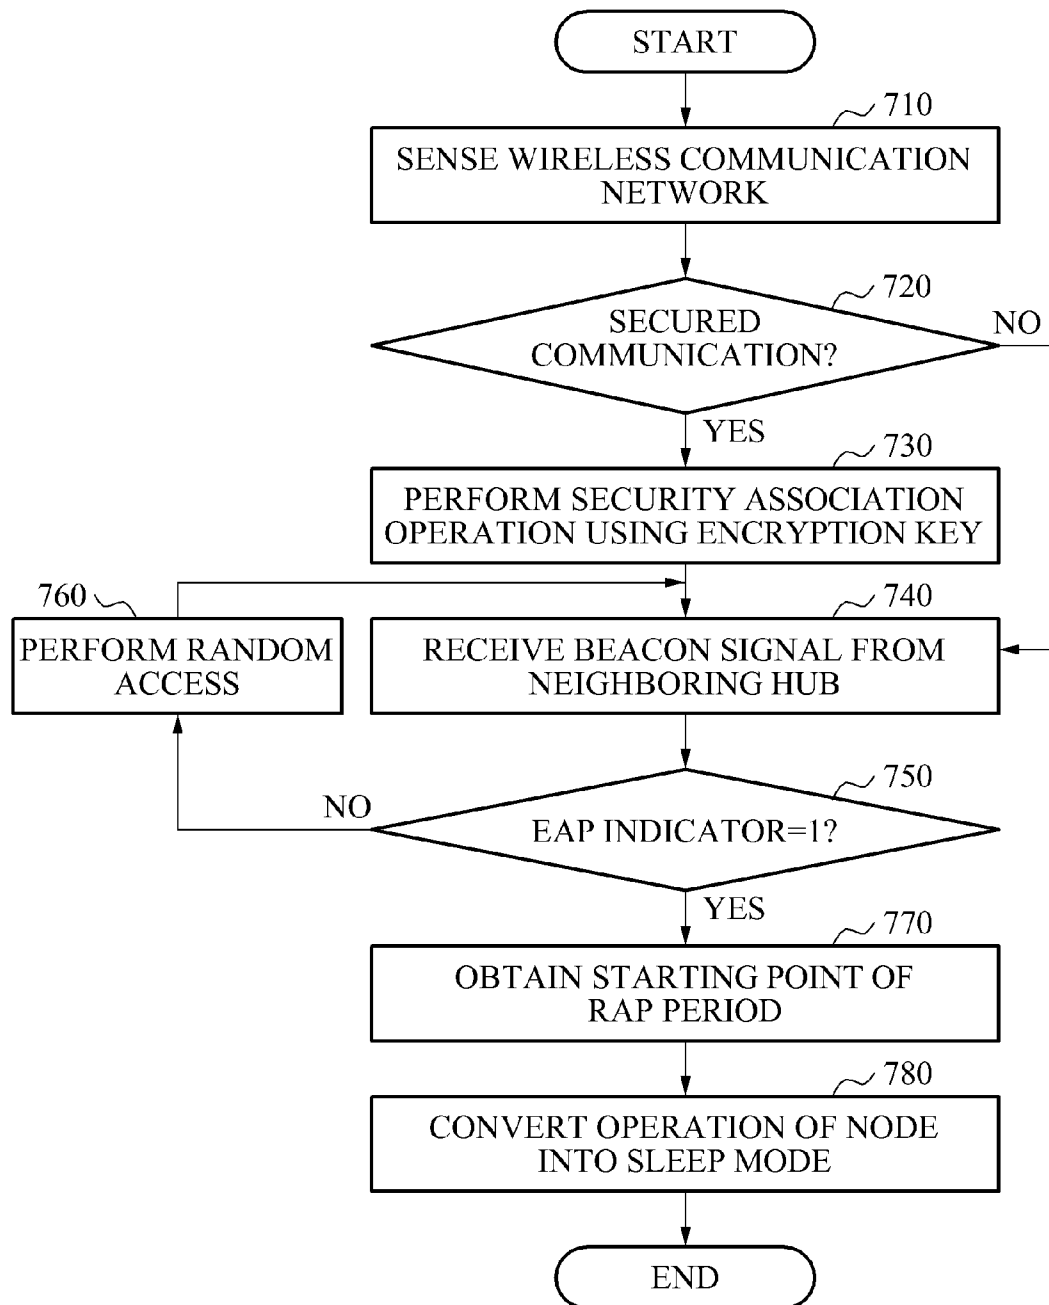 START
710
SENSE WIRELESS COMMUNICATION
NETWORK
720
SECURED
COMMUNICATION?
NO
YES
730
PERFORM SECURITY ASSOCIATION
OPERATION USING ENCRYPTION KEY
760
PERFORM RANDOM
ACCESS
740
RECEIVE BEACON SIGNAL FROM
NEIGHBORING HUB
750
NO
EAP INDICATOR=1?
YES
770
OBTAIN STARTING POINT OF
RAP PERIOD
780
CONVERT OPERATION OF NODE
INTO SLEEP MODE
END